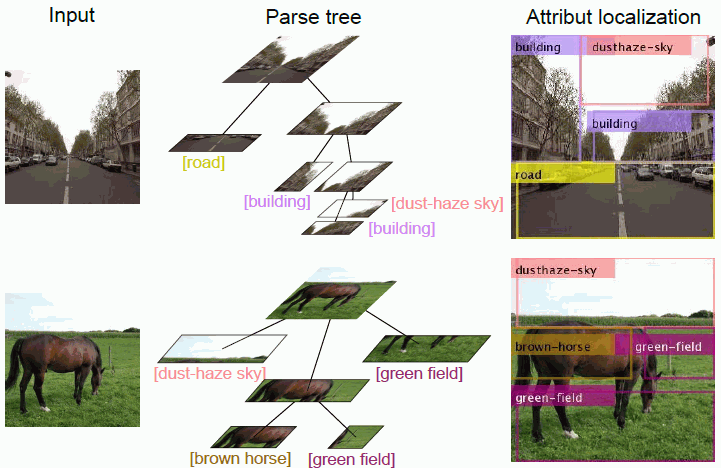 Input
Parse tree
Attribut localization
building
dusthaze-sky
building
road
[road]
[building]
[dust-haze sky]
[building]
dusthaze-sky
brown-horse
green-field
green-field
[dust-haze sky]
[green field]
[brown horse]
[green field]